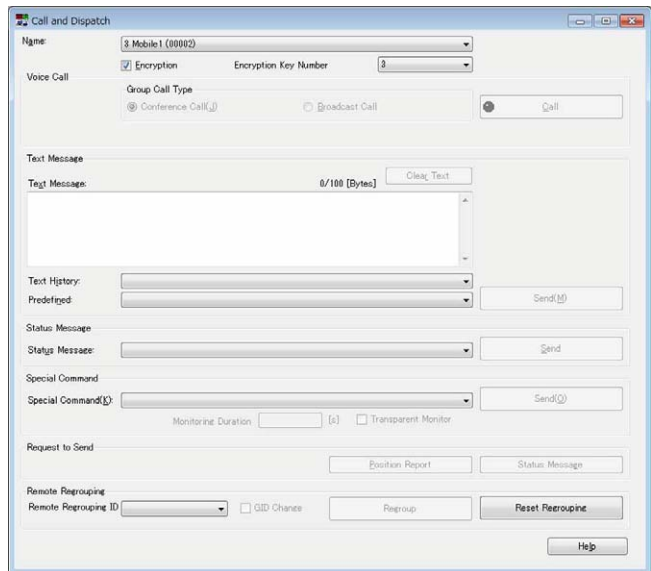 Call and Dispatch
Name:
3 Mobile1 (00002)
Encryption
Encryption Key Number
3
Voice Call
Group Call Type
Conference Call(J)
Broadcast Call
Call
Text Message
Text Message:
0/100 [Bytes]
Clear Text
Text History:
Predefined:
Send(M)
Status Message
Status Message:
Send
Special Command
Special Command(K):
Send(O)
Monitoring Duration
[s]
Transparent Monitor
Request to Send
Position Report
Status Message
Remote Regrouping
Remote Regrouping ID
GID Change
Regroup
Reset Regrouping
Help